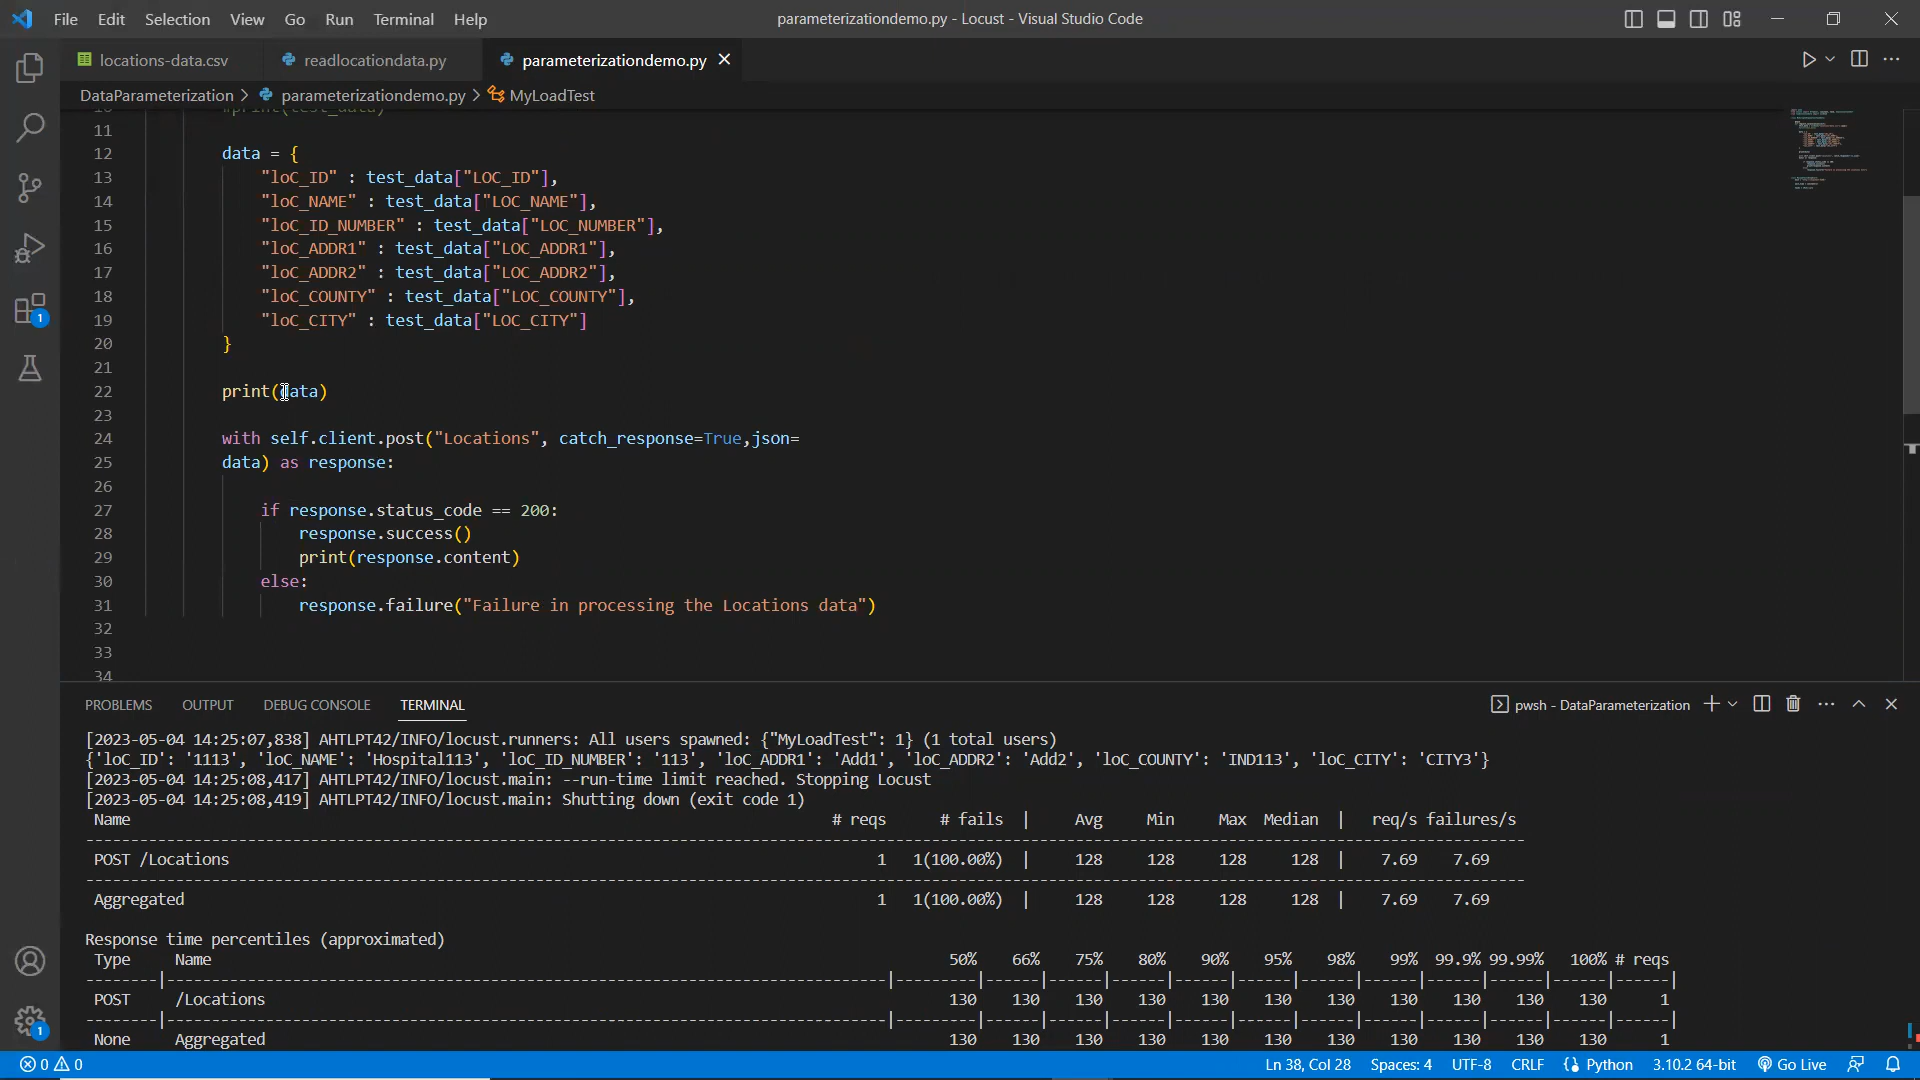 File Edit Selection View Go Run Terminal Help parameterizationdemo.py - Locust - Visual Studio Code
locations-data.csv readlocationdata.py parameterizationdemo.py
DataParameterization > parameterizationdemo.py > MyLoadTest
10 #print(test_data)
11
12 data = {
13 "loC_ID" : test_data["LOC_ID"],
14 "loC_NAME" : test_data["LOC_NAME"],
15 "loC_ID_NUMBER" : test_data["LOC_NUMBER"],
16 "loC_ADDR1" : test_data["LOC_ADDR1"],
17 "loC_ADDR2" : test_data["LOC_ADDR2"],
18 "loC_COUNTY" : test_data["LOC_COUNTY"],
19 "loC_CITY" : test_data["LOC_CITY"]
20 }
21
22 print(data)
23
24 with self.client.post("Locations", catch_response=True,json=
25 data) as response:
26
27 if response.status_code == 200:
28 response.success()
29 print(response.content)
30 else:
31 response.failure("Failure in processing the Locations data")
32
33
34
PROBLEMS OUTPUT DEBUG CONSOLE TERMINAL pwsh - DataParameterization
[2023-05-04 14:25:07,838] AHTLPT42/INFO/locust.runners: All users spawned: {"MyLoadTest": 1} (1 total users)
{'loC_ID': '1113', 'loC_NAME': 'Hospital113', 'loC_ID_NUMBER': '113', 'loC_ADDR1': 'Add1', 'loC_ADDR2': 'Add2', 'loC_COUNTY': 'IND113', 'loC_CITY': 'CITY3'}
[2023-05-04 14:25:08,417] AHTLPT42/INFO/locust.main: --run-time limit reached. Stopping Locust
[2023-05-04 14:25:08,419] AHTLPT42/INFO/locust.main: Shutting down (exit code 1)
Name # reqs # fails | Avg Min Max Median | req/s failures/s
POST /Locations 1 1(100.00%) | 128 128 128 128 | 7.69 7.69
Aggregated 1 1(100.00%) | 128 128 128 128 | 7.69 7.69
Response time percentiles (approximated)
Type Name 50% 66% 75% 80% 90% 95% 98% 99% 99.9% 99.99% 100% # reqs
POST /Locations 130 130 130 130 130 130 130 130 130 130 130 1
None Aggregated 130 130 130 130 130 130 130 130 130 130 130 1
0 0 Ln 38, Col 28 Spaces: 4 UTF-8 CRLF Python 3.10.2 64-bit Go Live